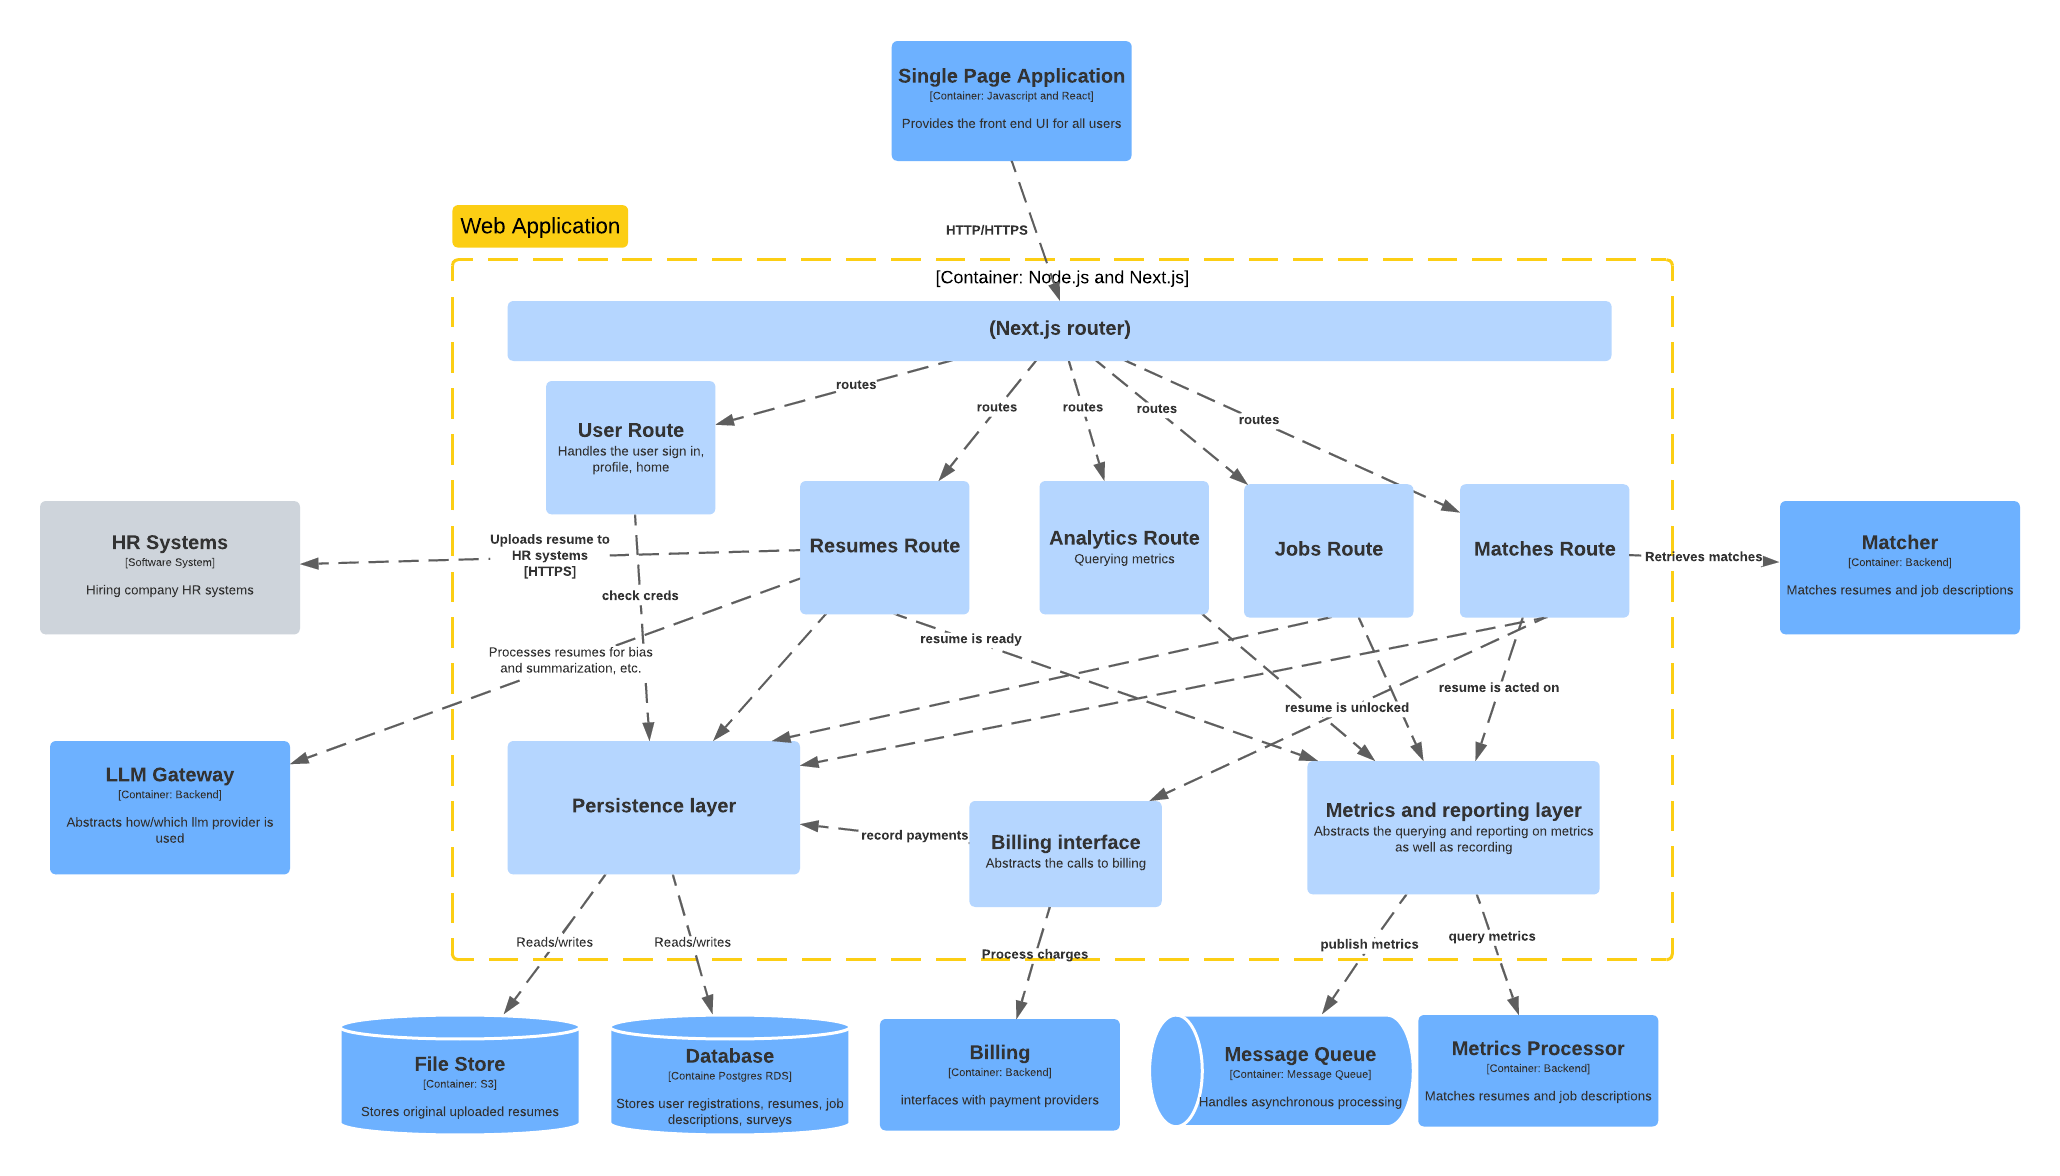 Single Page Application
[Container: Javascript and React]
Provides the front end UI for all users
HTTP/HTTPS
Web Application
[Container: Node.js and Next.js]
(Next.js router)
routes
routes
routes
routes
routes
User Route
Handles the user sign in,
profile, home
Resumes Route
Analytics Route
Querying metrics
Jobs Route
Matches Route
HR Systems
[Software System]
Hiring company HR systems
Uploads resume to
HR systems
[HTTPS]
Retrieves matches
Matcher
[Container: Backend]
Matches resumes and job descriptions
check creds
Processes resumes for bias
and summarization, etc.
resume is ready
resume is acted on
resume is unlocked
LLM Gateway
[Container: Backend]
Abstracts how/which llm provider is
used
Persistence layer
record payments
Billing interface
Abstracts the calls to billing
Metrics and reporting layer
Abstracts the querying and reporting on metrics
as well as recording
Reads/writes
Reads/writes
Process charges
publish metrics
query metrics
File Store
[Container: S3]
Stores original uploaded resumes
Database
[Containe Postgres RDS]
Stores user registrations, resumes, job
descriptions, surveys
Billing
[Container: Backend]
interfaces with payment providers
Message Queue
[Container: Message Queue]
Handles asynchronous processing
Metrics Processor
[Container: Backend]
Matches resumes and job descriptions